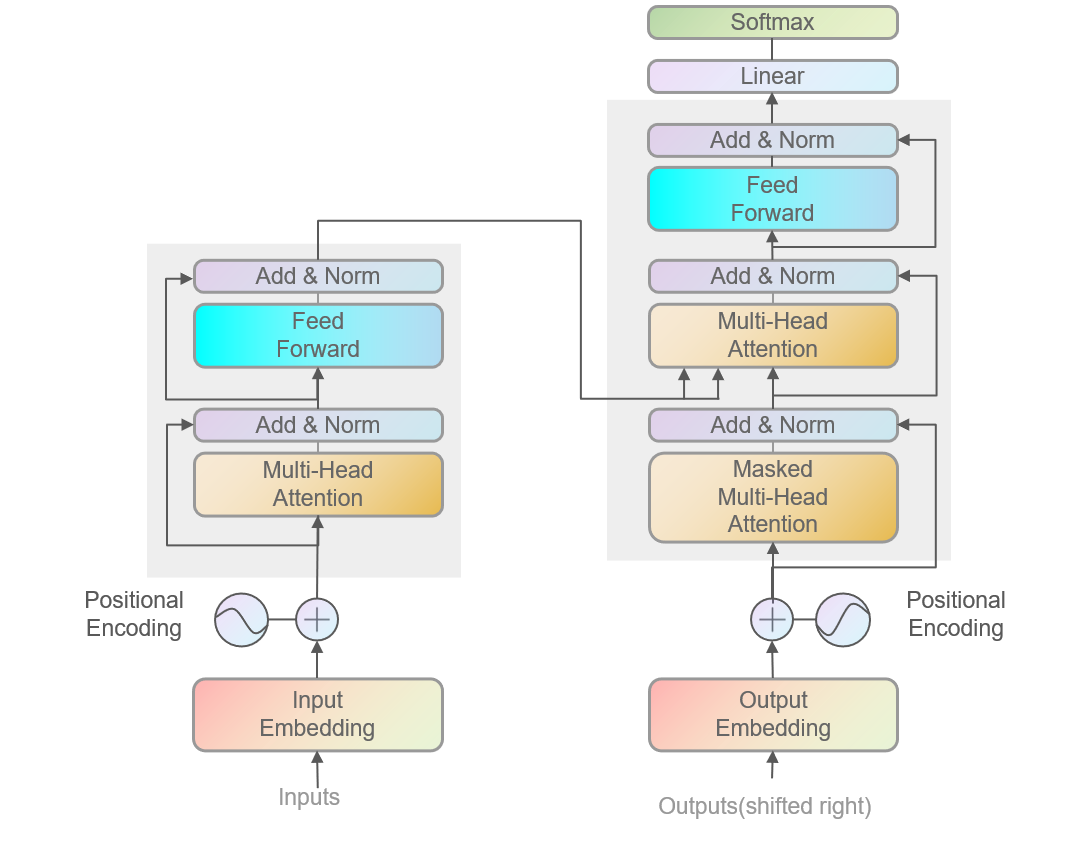 Softmax
Linear
Add & Norm
Feed
Forward
Add & Norm
Multi-Head
Attention
Add & Norm
Masked
Multi-Head
Attention
Add & Norm
Feed
Forward
Add & Norm
Multi-Head
Attention
Positional
Encoding
Positional
Encoding
Input
Embedding
Output
Embedding
Inputs
Outputs(shifted right)